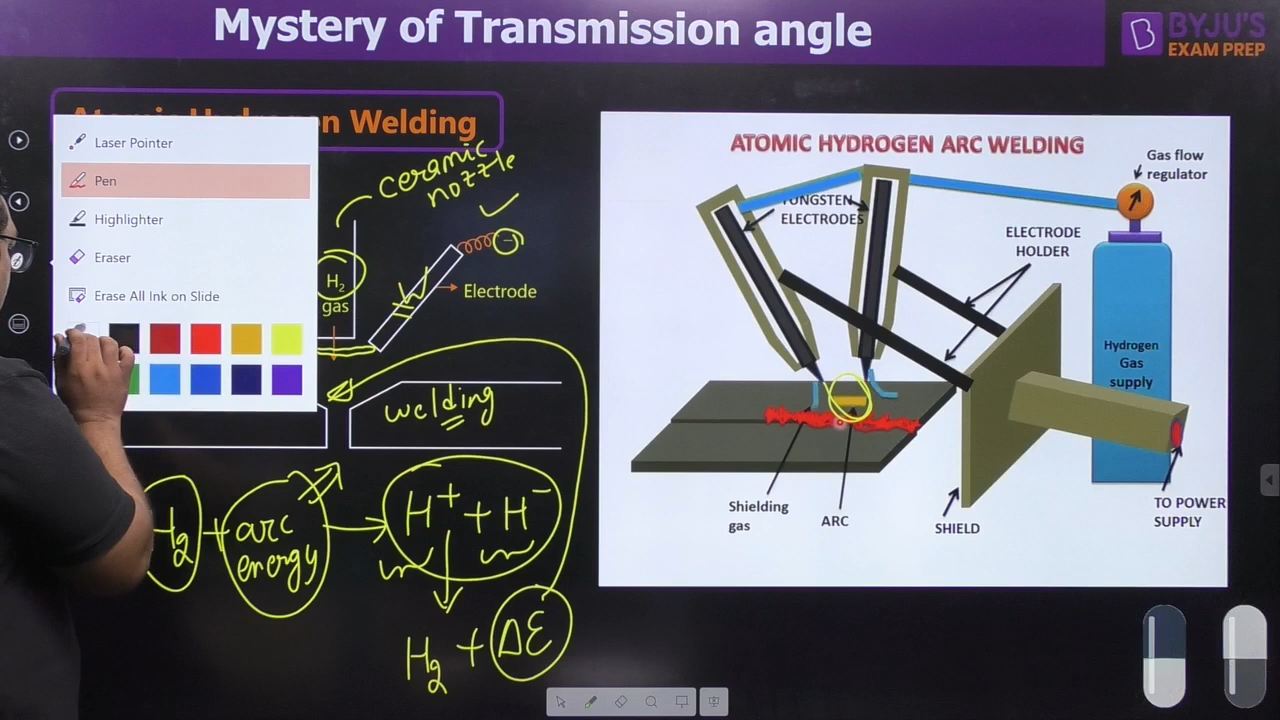 Mystery of Transmission angle
BYJU'S
EXAM PREP
Welding
Laser Pointer
Pen
Highlighter
Eraser
Erase All Ink on Slide
ceramic
nozzle
H2
gas
W
-
Electrode
welding
H2 + arc energy → H+ + H-
H2 + ΔE
ATOMIC HYDROGEN ARC WELDING
Gas flow
regulator
TUNGSTEN
ELECTRODES
ELECTRODE
HOLDER
Hydrogen
Gas
supply
Shielding
gas
ARC
SHIELD
TO POWER
SUPPLY